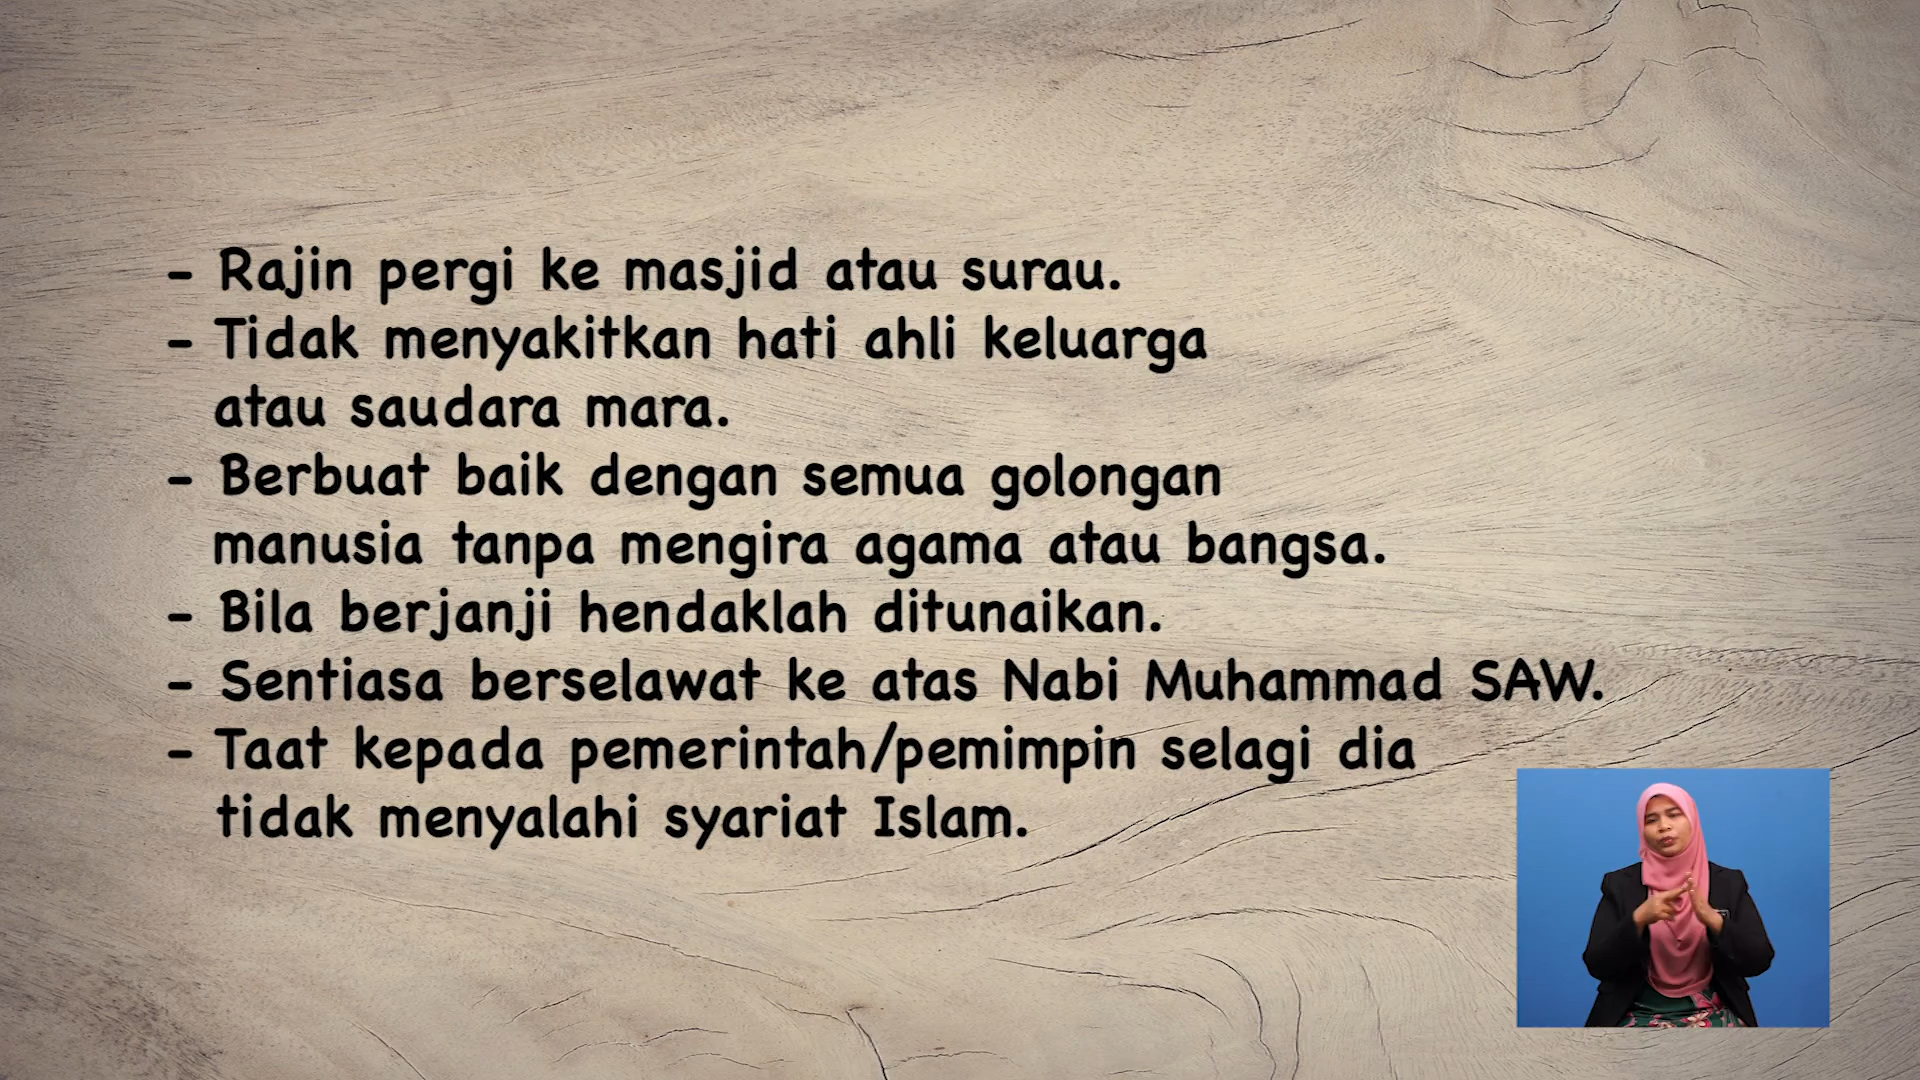 - Rajin pergi ke masjid atau surau.
- Tidak menyakitkan hati ahli keluarga
atau saudara mara.
- Berbuat baik dengan semua golongan
manusia tanpa mengira agama atau bangsa.
- Bila berjanji hendaklah ditunaikan.
- Sentiasa berselawat ke atas Nabi Muhammad SAW.
- Taat kepada pemerintah/pemimpin selagi dia
tidak menyalahi syariat Islam.